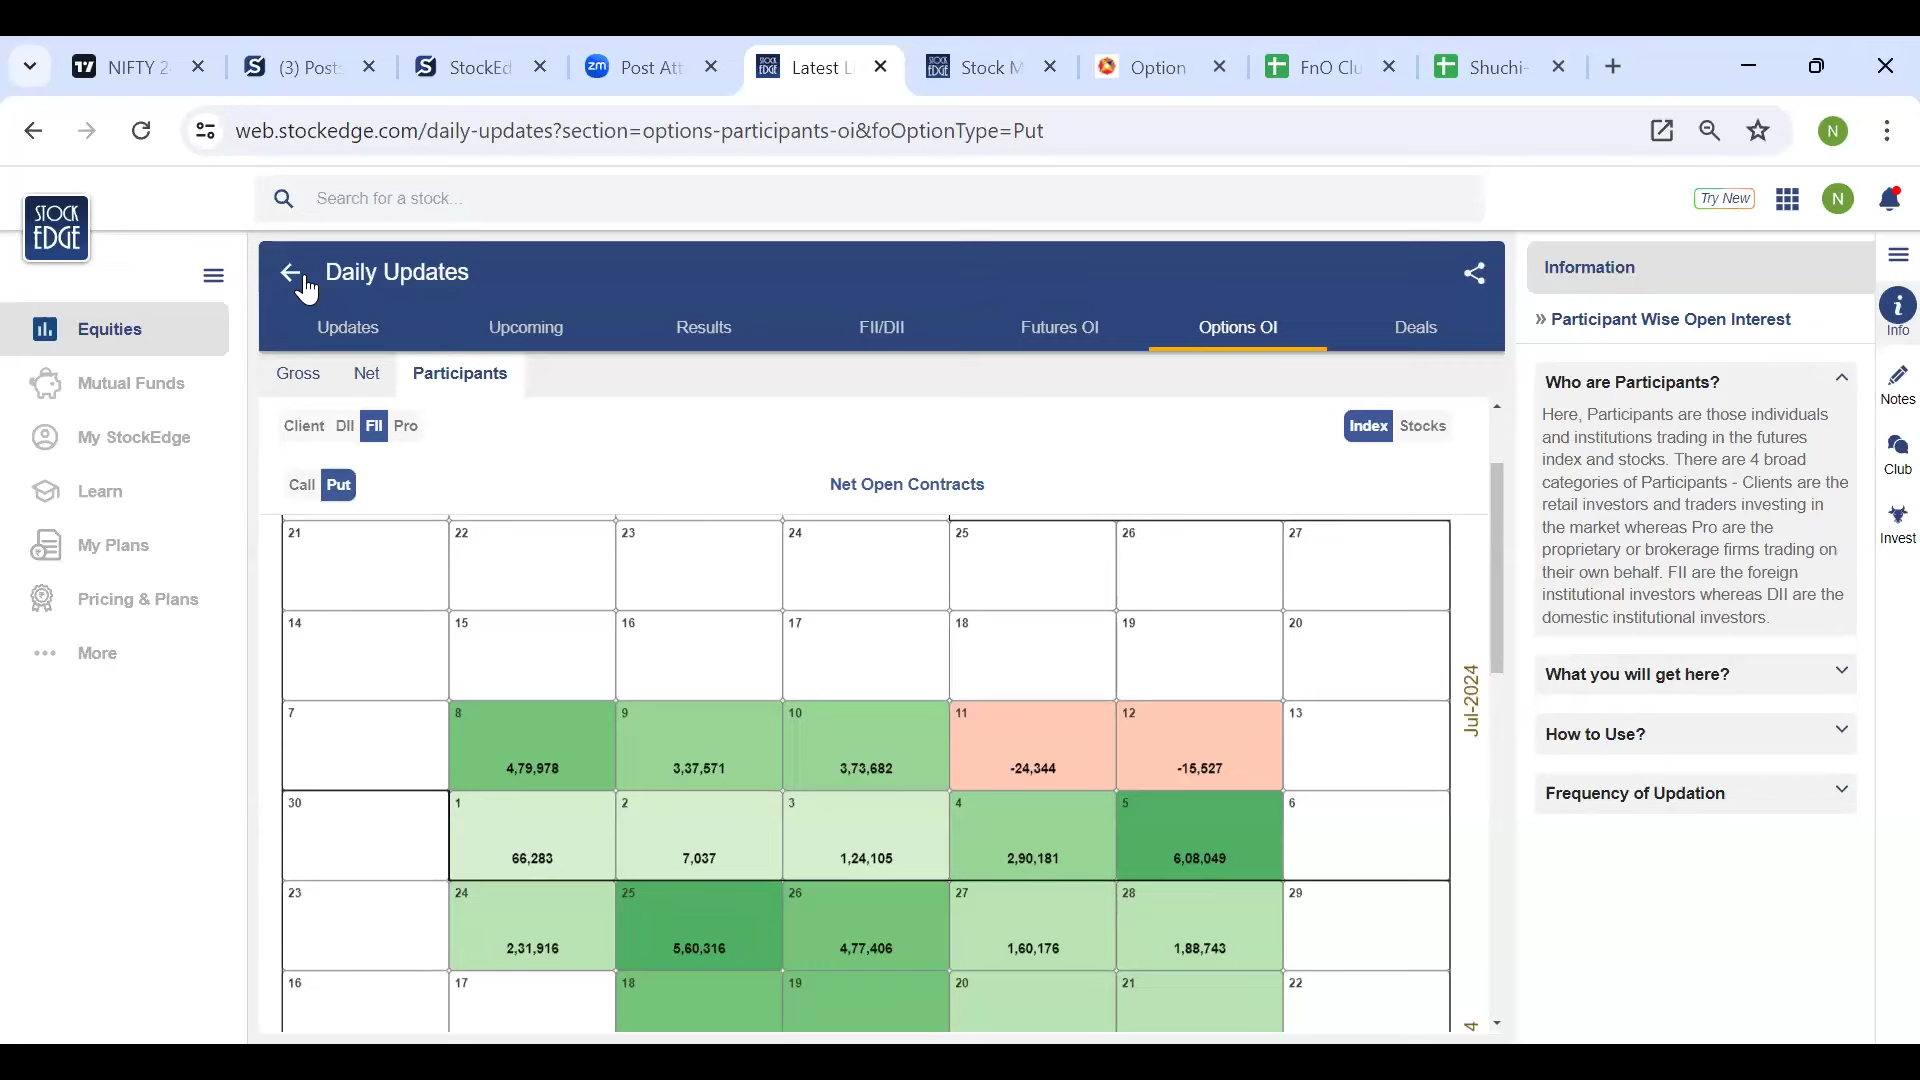 NIFTY 2
(3) Posts
StockEd
Post Att
Latest Li
Stock M
Option
FnO Clu
Shuchi-
web.stockedge.com/daily-updates?section=options-participants-oi&foOptionType=Put
N
STOCK
EDGE
Search for a stock...
Try New
N
Equities
Mutual Funds
My StockEdge
Learn
My Plans
Pricing & Plans
More
Daily Updates
Updates Upcoming Results FII/DII Futures OI Options OI Deals
Gross Net Participants
Client DII FII Pro
Index Stocks
Call Put
Net Open Contracts
21 22 23 24 25 26 27
14 15 16 17 18 19 20
7 8 9 10 11 12 13
4,79,978 3,37,571 3,73,682 -24,344 -15,527
30 1 2 3 4 5 6
66,283 7,037 1,24,105 2,90,181 6,08,049
23 24 25 26 27 28 29
2,31,916 5,60,316 4,77,406 1,60,176 1,88,743
16 17 18 19 20 21 22
Jul-2024
4
Information
» Participant Wise Open Interest
Who are Participants?
Here, Participants are those individuals
and institutions trading in the futures
index and stocks. There are 4 broad
categories of Participants - Clients are the
retail investors and traders investing in
the market whereas Pro are the
proprietary or brokerage firms trading on
their own behalf. FII are the foreign
institutional investors whereas DII are the
domestic institutional investors.
What you will get here?
How to Use?
Frequency of Updation
Info
Notes
Club
Invest